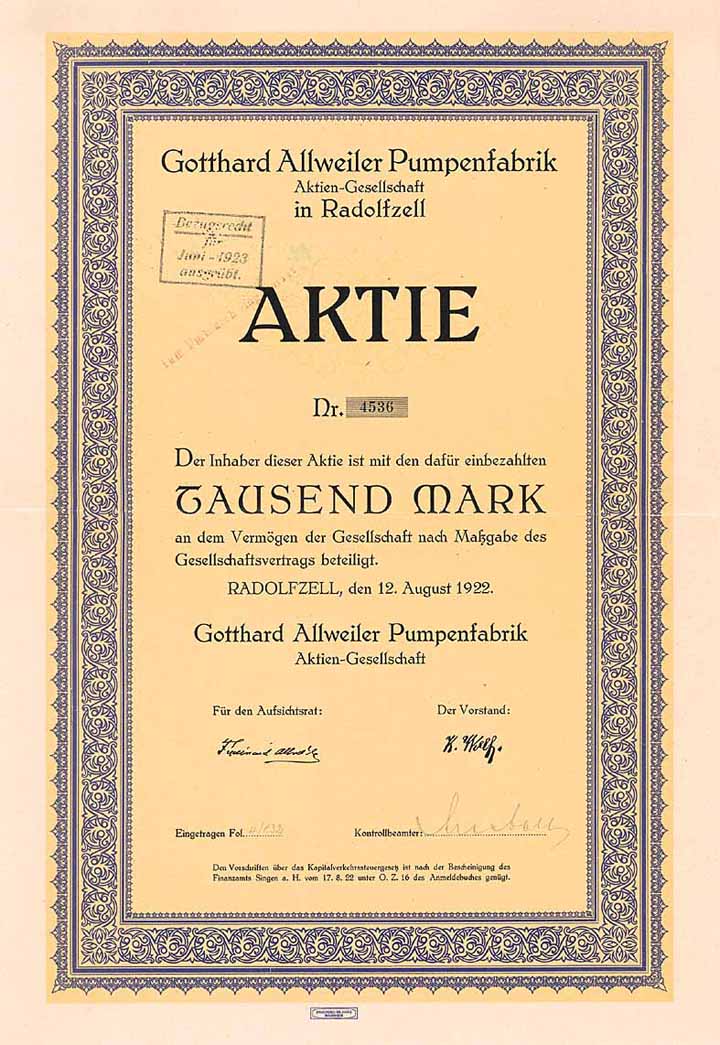 Gotthard Allweiler Pumpenfabrik
Aktien-Gesellschaft
in Radolfzell
Bezugsrecht
für
Juni - 1923
ausgeübt.
AKTIE
Nr. 4536
Der Inhaber dieser Aktie ist mit den dafür einbezahlten
TAUSEND MARK
an dem Vermögen der Gesellschaft nach Maßgabe des
Gesellschaftsvertrags beteiligt.
RADOLFZELL, den 12. August 1922.
Gotthard Allweiler Pumpenfabrik
Aktien-Gesellschaft
Für den Aufsichtsrat:
Der Vorstand:
K. Wolf.
Eingetragen Fol.
Kontrollbeamter:
Den Vorschriften über das Kapitalverkehrssteuergesetz ist nach der Bescheinigung des
Finanzamts Singen a. H. vom 17. 8. 22 unter O. Z. 16 des Anmeldebuches genügt.